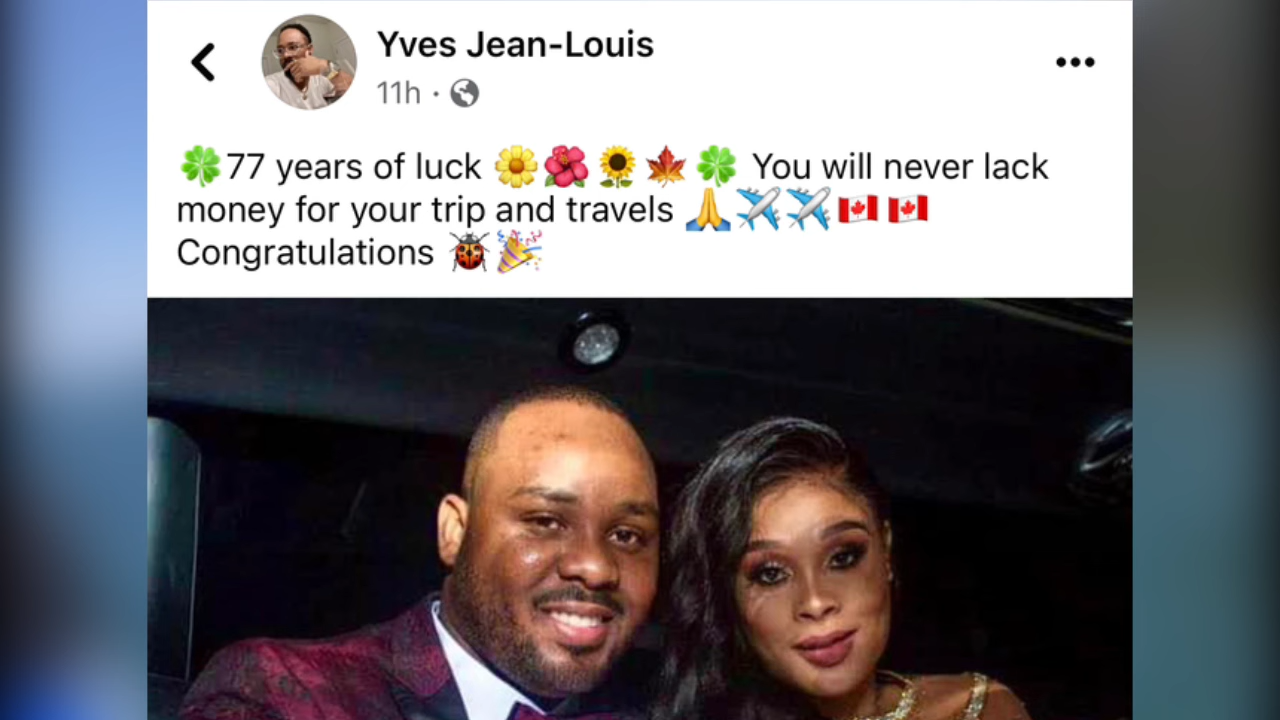 Yves Jean-Louis
11h ·
🍀77 years of luck 🌼🌺🌻🍁🍀 You will never lack
money for your trip and travels 🙏✈️✈️🇨🇦🇨🇦
Congratulations 🐞🎉